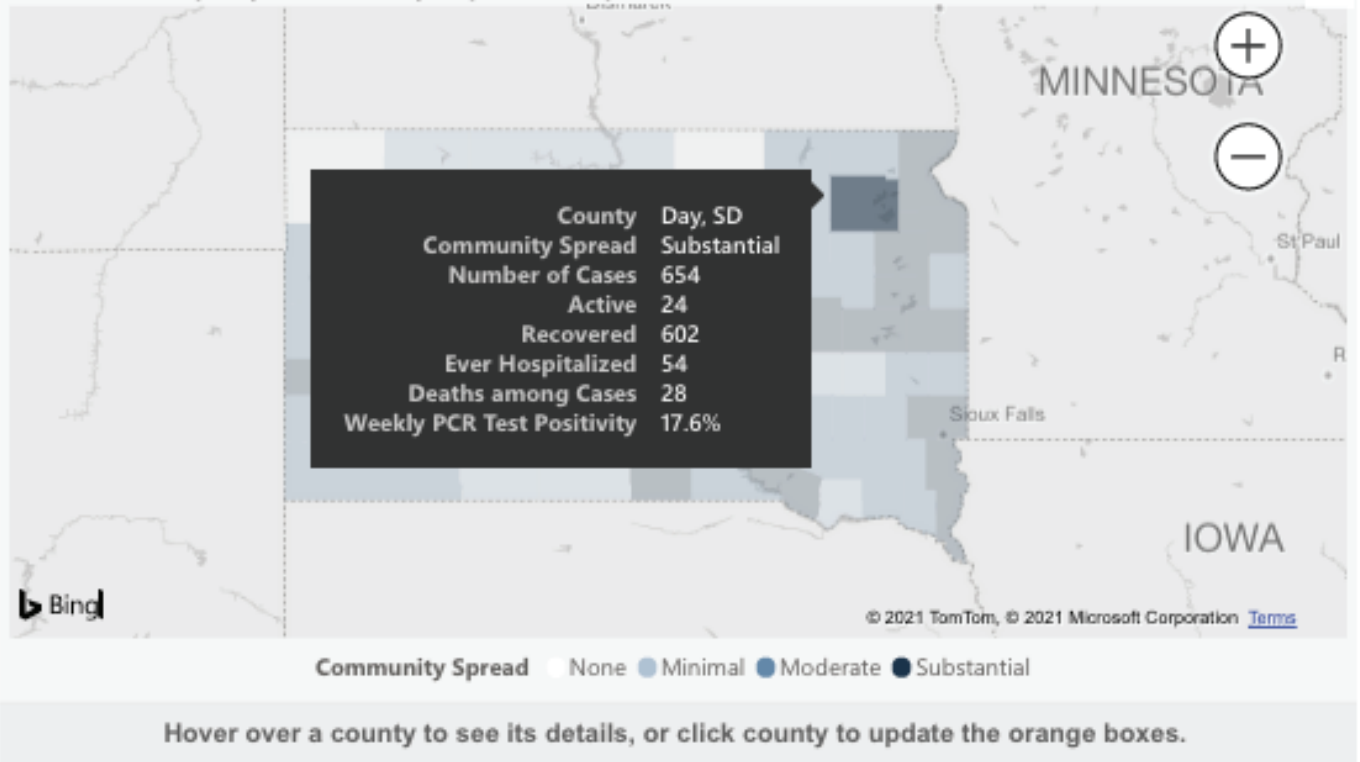 Bismarck
MINNESOTA
St Paul
County Day, SD
Community Spread Substantial
Number of Cases 654
Active 24
Recovered 602
Ever Hospitalized 54
Deaths among Cases 28
Weekly PCR Test Positivity 17.6%
R
Sioux Falls
IOWA
Bing
© 2021 TomTom, © 2021 Microsoft Corporation Terms
Community Spread None Minimal Moderate Substantial
Hover over a county to see its details, or click county to update the orange boxes.